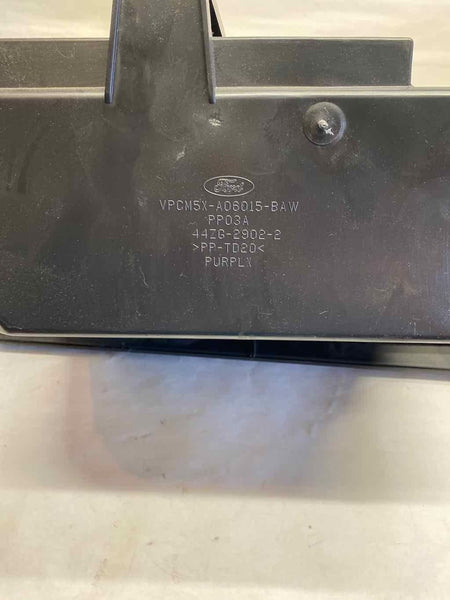 Ford
VPCM5X-A06015-BAW
PP03A
44ZG-2902-2
>PP-TD20<
PURPLX